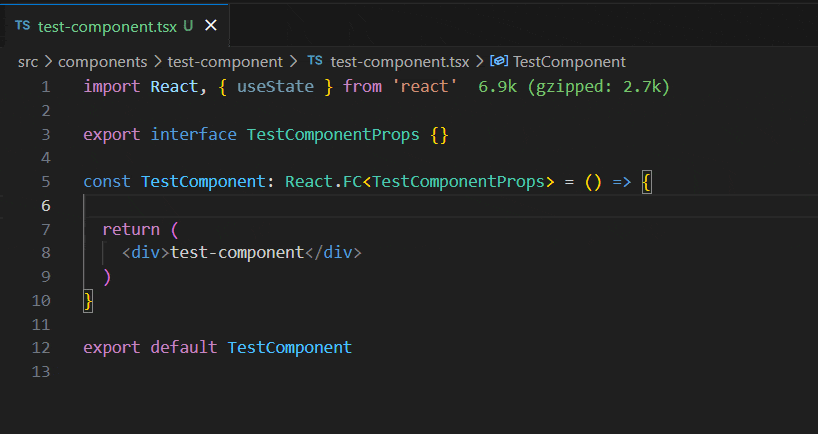 TS test-component.tsx U ×
src > components > test-component > TS test-component.tsx > TestComponent
1 import React, { useState } from 'react' 6.9k (gzipped: 2.7k)
2
3 export interface TestComponentProps {}
4
5 const TestComponent: React.FC<TestComponentProps> = () => {
6
7 return (
8 <div>test-component</div>
9 )
10 }
11
12 export default TestComponent
13